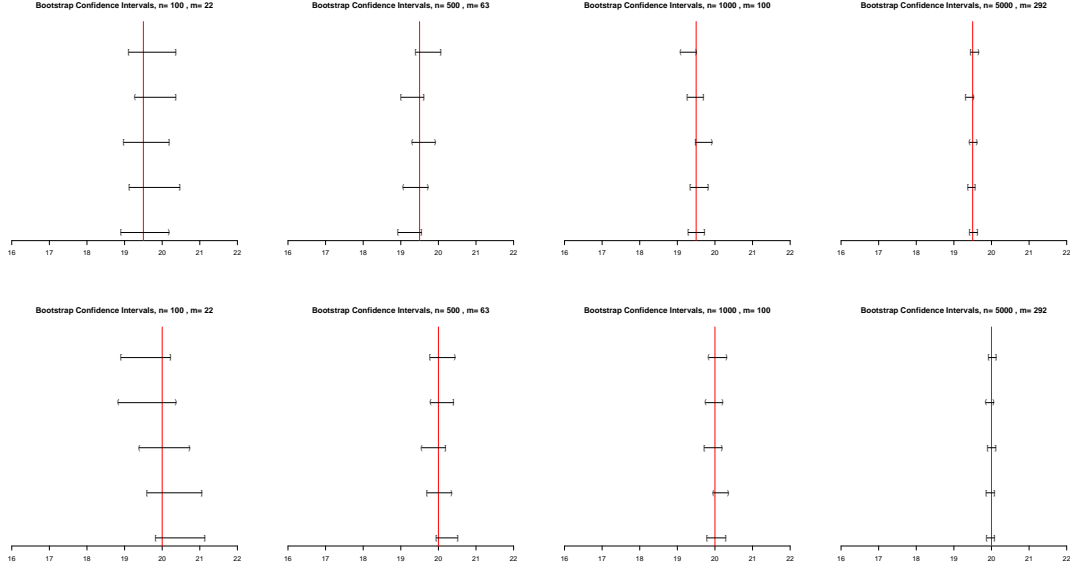 Bootstrap Confidence Intervals, n= 100 , m= 22
Bootstrap Confidence Intervals, n= 500 , m= 63
Bootstrap Confidence Intervals, n= 1000 , m= 100
Bootstrap Confidence Intervals, n= 5000 , m= 292
16 17 18 19 20 21 22
16 17 18 19 20 21 22
16 17 18 19 20 21 22
16 17 18 19 20 21 22
Bootstrap Confidence Intervals, n= 100 , m= 22
Bootstrap Confidence Intervals, n= 500 , m= 63
Bootstrap Confidence Intervals, n= 1000 , m= 100
Bootstrap Confidence Intervals, n= 5000 , m= 292
16 17 18 19 20 21 22
16 17 18 19 20 21 22
16 17 18 19 20 21 22
16 17 18 19 20 21 22